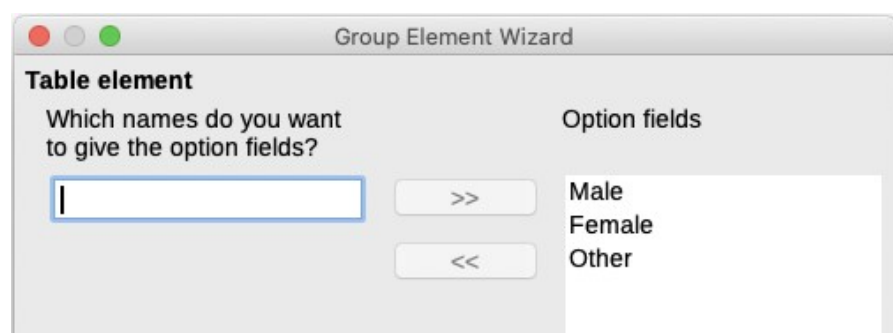 Group Element Wizard
Table element
Which names do you want
to give the option fields?
Option fields
>>
<<
Male
Female
Other